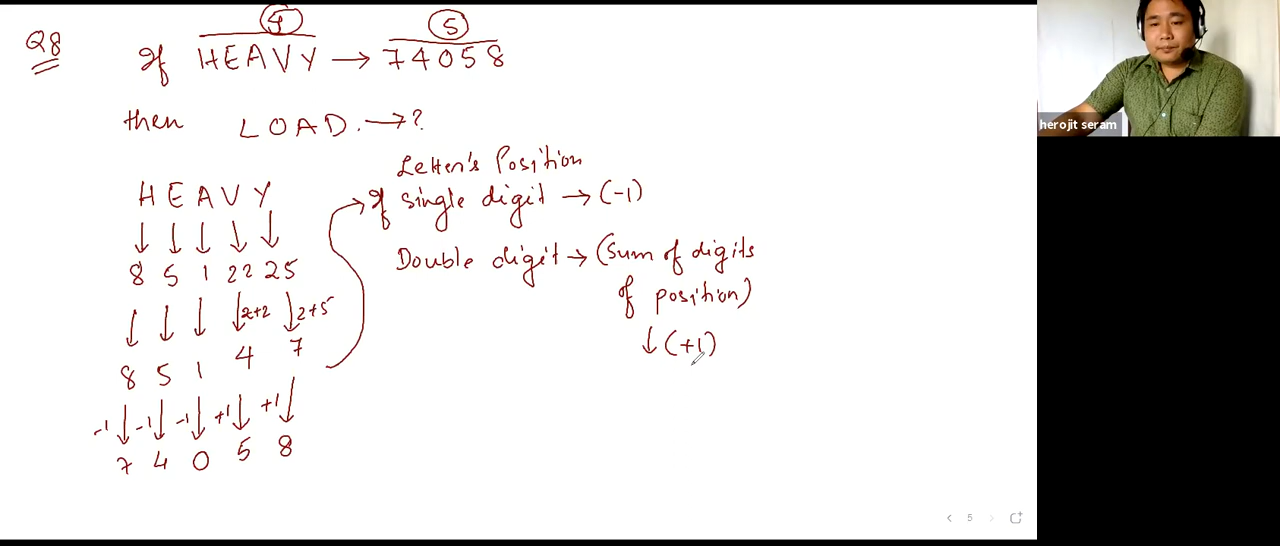 5
5
Q8
If HEAVY → 74058
then LOAD. → ?
Letter's Position
If single digit → (-1)
Double digit → (Sum of digits
of position)
↓ (+1)
H E A V Y
↓ ↓ ↓ ↓ ↓
8 5 1 22 25
↓ ↓ ↓ ↓2+2 ↓2+5
8 5 1 4 7
-1↓ -1↓ -1↓ +1↓ +1↓
7 4 0 5 8
herojit seram
< 5 >